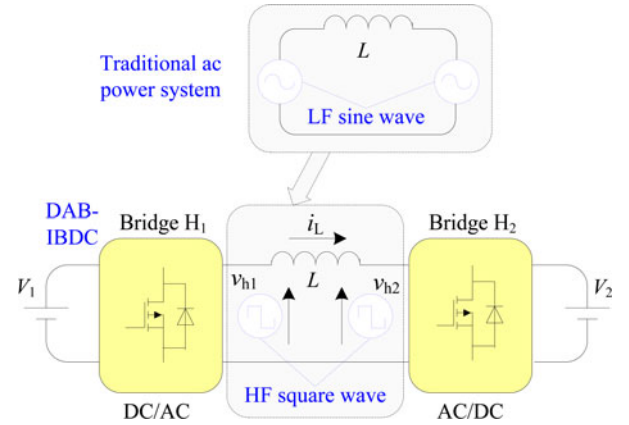 L
Traditional ac
power system
LF sine wave
DAB-
IBDC
Bridge H1
iL
Bridge H2
V1
vh1
L
vh2
V2
HF square wave
DC/AC
AC/DC